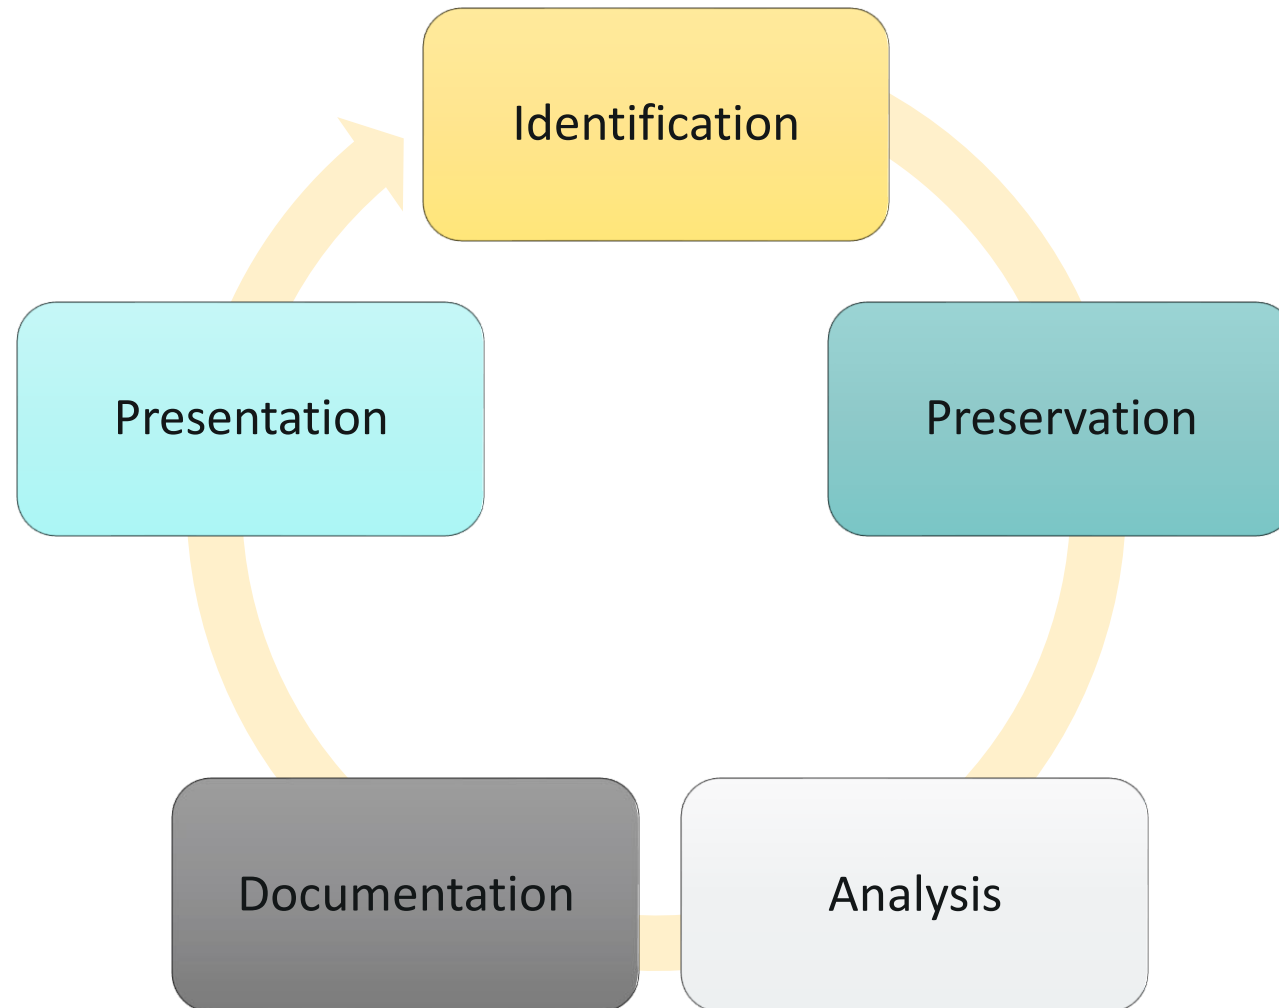 Identification
Preservation
Analysis
Documentation
Presentation